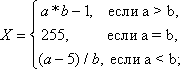 a * b − 1, если a > b,
X = 255, если a = b,
(a − 5) / b, если a < b;